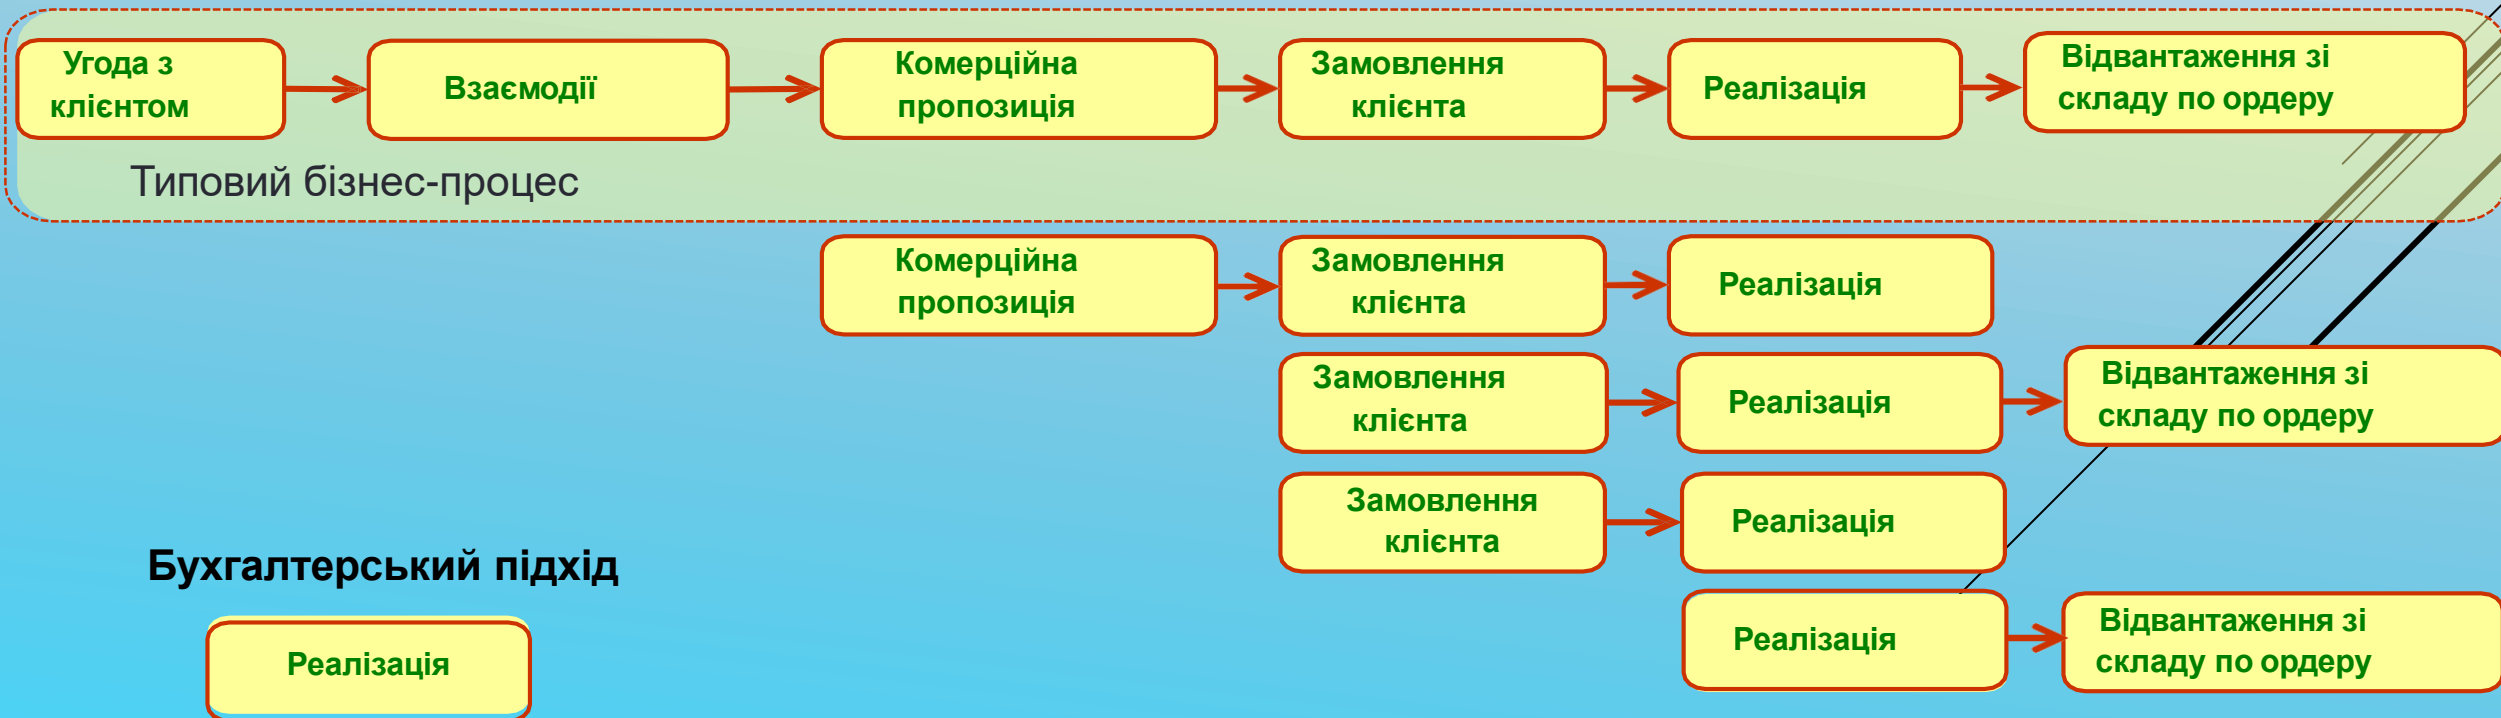 Угода з
клієнтом
Взаємодії
Комерційна
пропозиція
Замовлення
клієнта
Реалізація
Відвантаження зі
складу по ордеру
Типовий бізнес-процес
Комерційна
пропозиція
Замовлення
клієнта
Реалізація
Замовлення
клієнта
Реалізація
Відвантаження зі
складу по ордеру
Замовлення
клієнта
Реалізація
Бухгалтерський підхід
Реалізація
Реалізація
Відвантаження зі
складу по ордеру